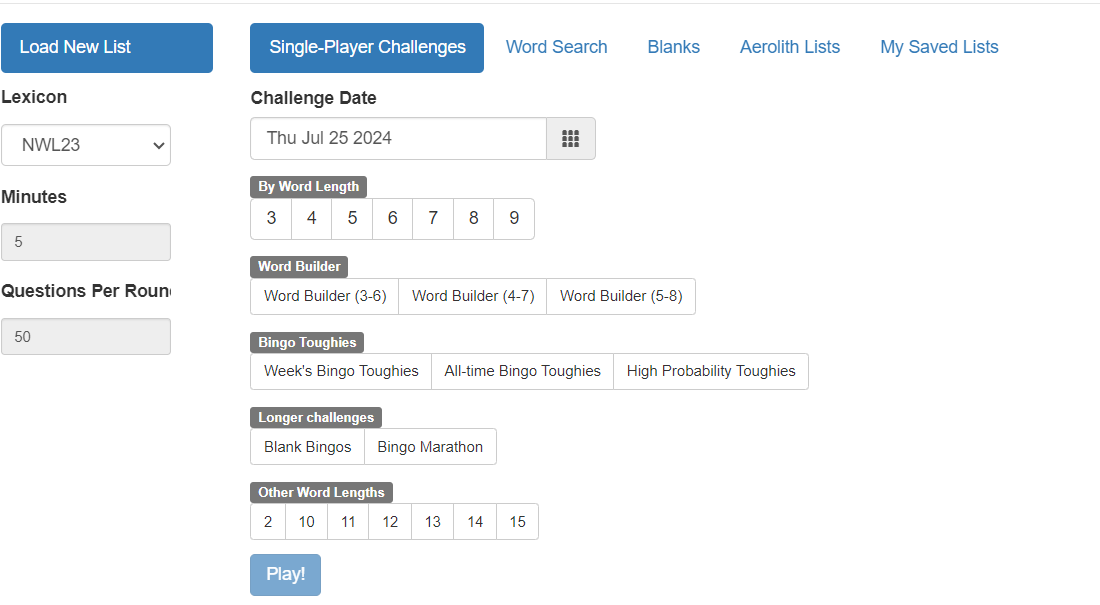 Load New List
Single-Player Challenges Word Search Blanks Aerolith Lists My Saved Lists
Lexicon
NWL23
Minutes
5
Questions Per Roun
50
Challenge Date
Thu Jul 25 2024
By Word Length
3 4 5 6 7 8 9
Word Builder
Word Builder (3-6) Word Builder (4-7) Word Builder (5-8)
Bingo Toughies
Week's Bingo Toughies All-time Bingo Toughies High Probability Toughies
Longer challenges
Blank Bingos Bingo Marathon
Other Word Lengths
2 10 11 12 13 14 15
Play!